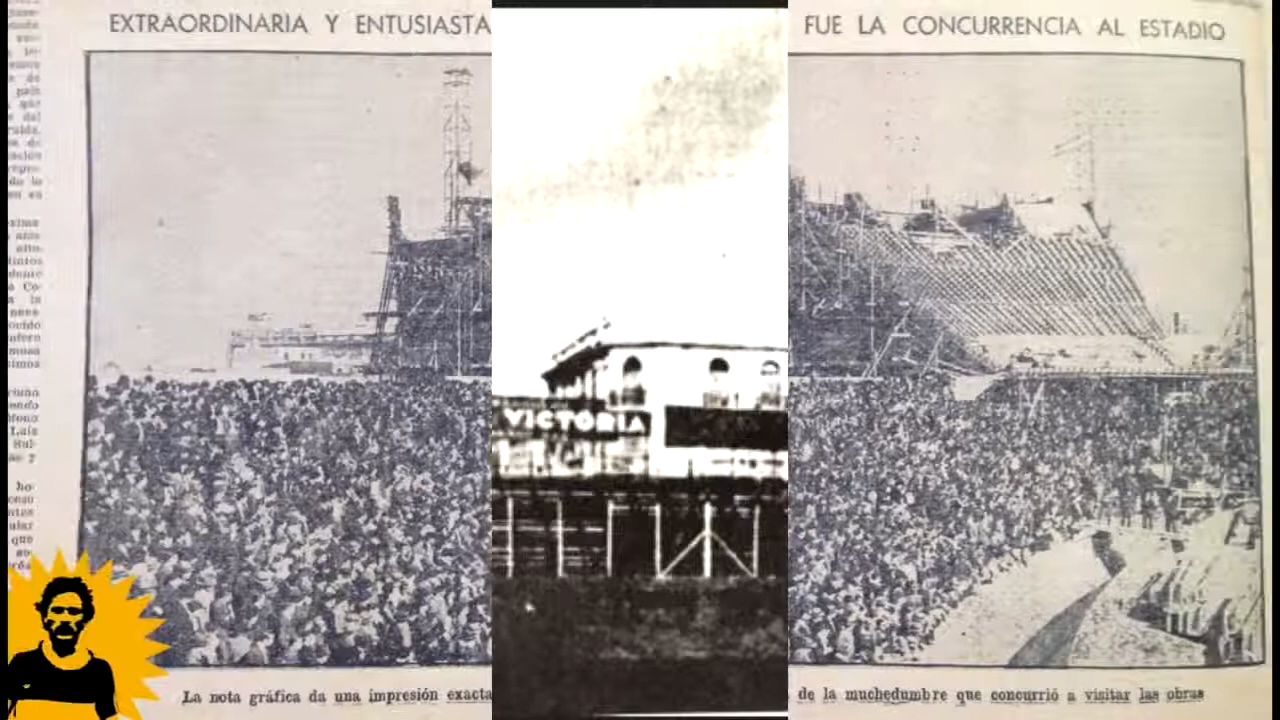 EXTRAORDINARIA Y ENTUSIASTA FUE LA CONCURRENCIA AL ESTADIO
VICTORIA
La nota gráfica da una impresión exacta de la muchedumbre que concurrió a visitar las obras